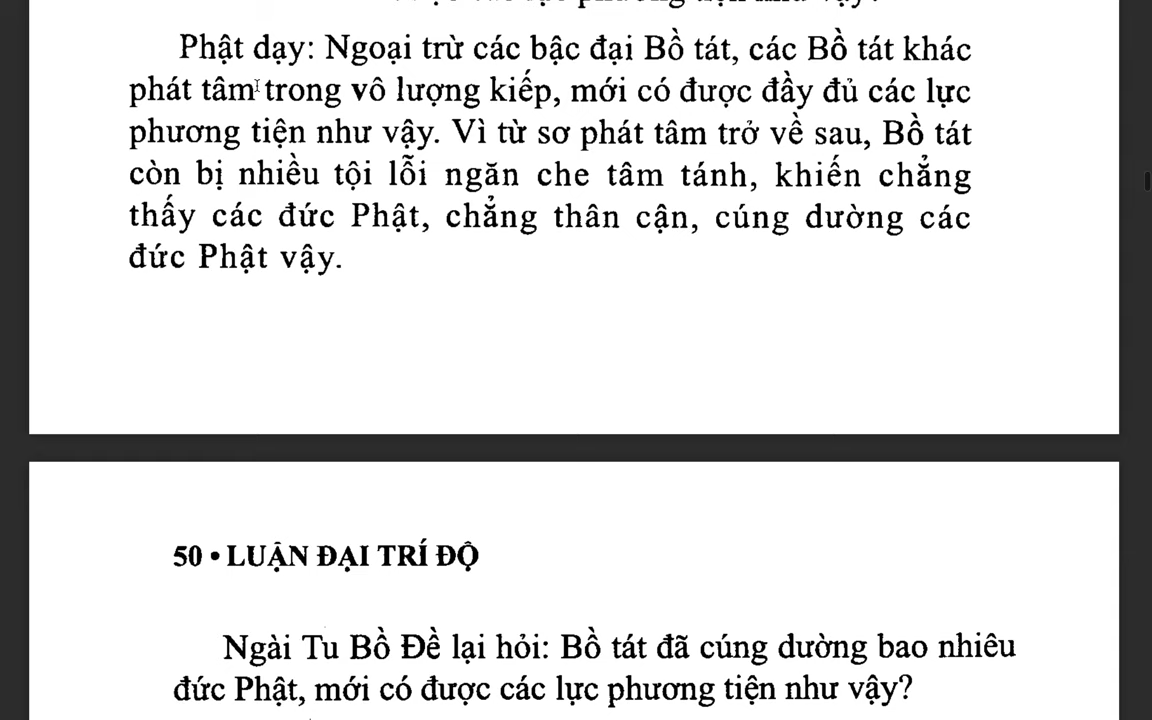 Phật dạy: Ngoại trừ các bậc đại Bồ tát, các Bồ tát khác
phát tâm trong vô lượng kiếp, mới có được đầy đủ các lực
phương tiện như vậy. Vì từ sơ phát tâm trở về sau, Bồ tát
còn bị nhiều tội lỗi ngăn che tâm tánh, khiến chẳng
thấy các đức Phật, chẳng thân cận, cúng dường các
đức Phật vậy.
50 • LUẬN ĐẠI TRÍ ĐỘ
Ngài Tu Bồ Đề lại hỏi: Bồ tát đã cúng dường bao nhiêu
đức Phật, mới có được các lực phương tiện như vậy?